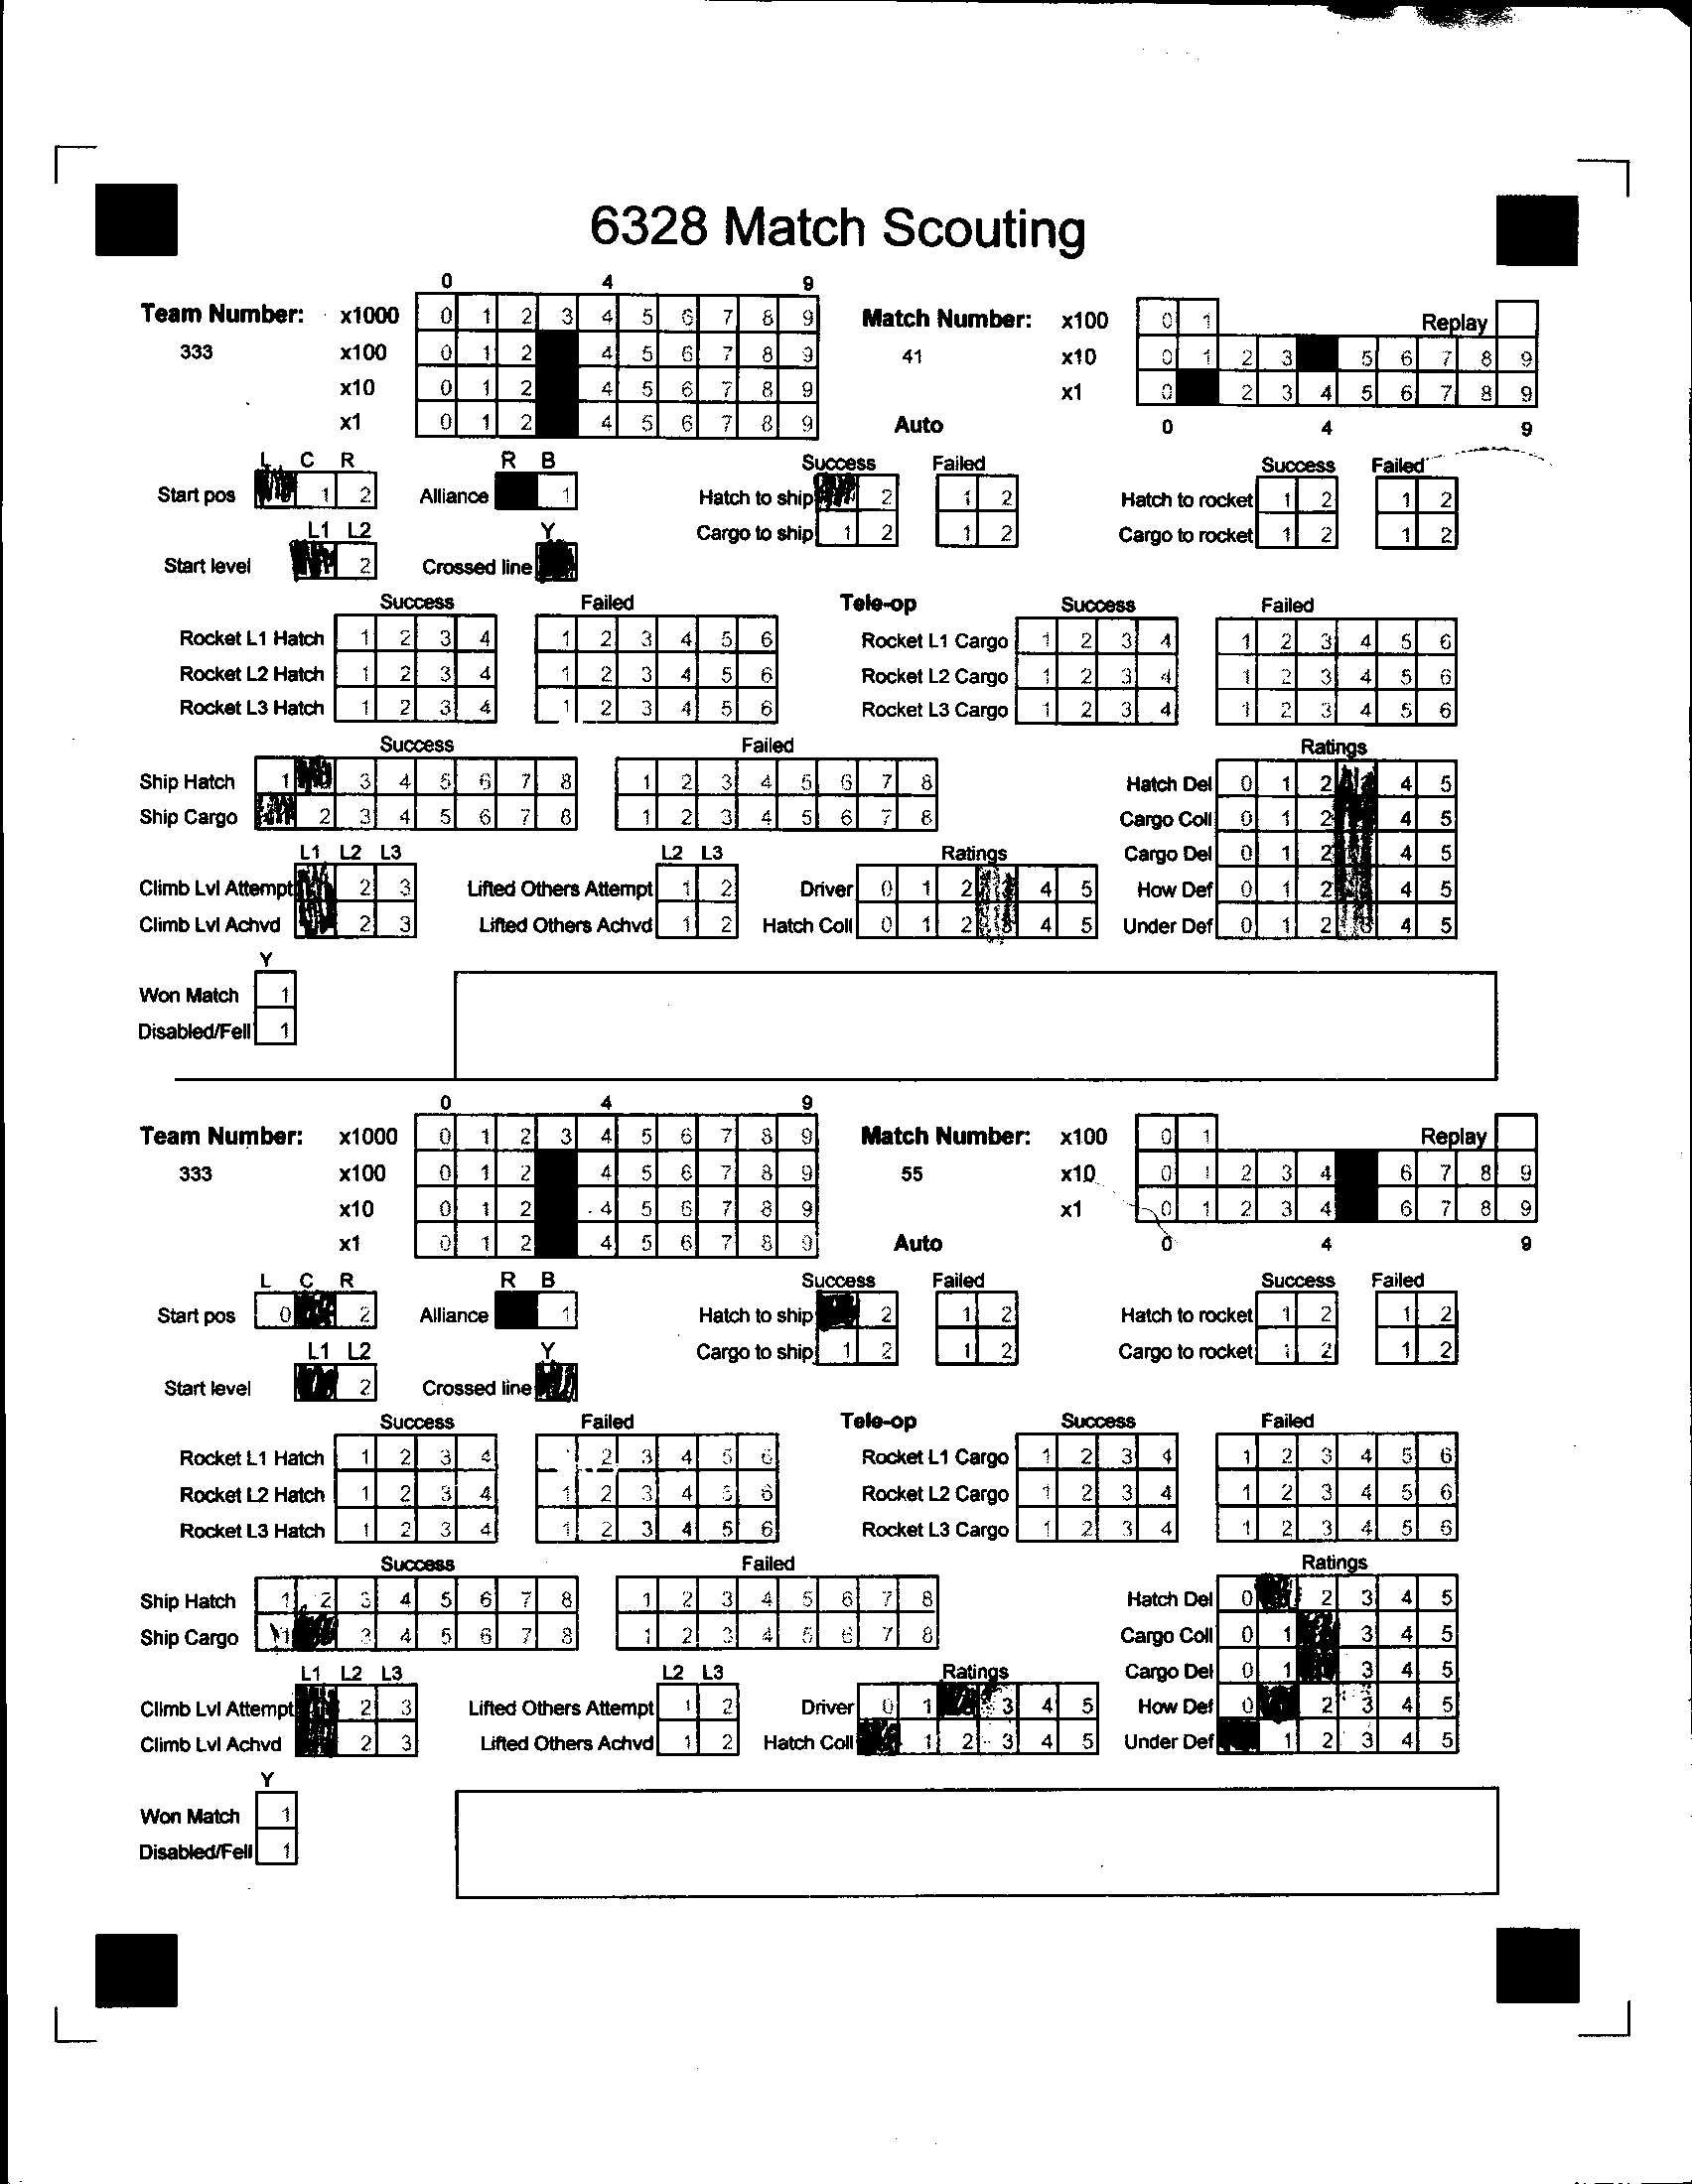 6328 Match Scouting
0 4 9
Team Number: x1000 0 1 2 3 4 5 6 7 8 9 Match Number: x100 0 1 Replay
333 x100 0 1 2 4 5 6 7 8 9 41 x10 0 1 2 3 5 6 7 8 9
x10 0 1 2 4 5 6 7 8 9 x1 0 2 3 4 5 6 7 8 9
x1 0 1 2 4 5 6 7 8 9 Auto 0 4 9
L C R R B Success Failed Success Failed
Start pos 1 2 Alliance 1 Hatch to ship 2 1 2 Hatch to rocket 1 2 1 2
L1 L2 Y Cargo to ship 1 2 1 2 Cargo to rocket 1 2 1 2
Start level 2 Crossed line
Success Failed Tele-op Success Failed
Rocket L1 Hatch 1 2 3 4 1 2 3 4 5 6 Rocket L1 Cargo 1 2 3 4 1 2 3 4 5 6
Rocket L2 Hatch 1 2 3 4 1 2 3 4 5 6 Rocket L2 Cargo 1 2 3 4 1 2 3 4 5 6
Rocket L3 Hatch 1 2 3 4 1 2 3 4 5 6 Rocket L3 Cargo 1 2 3 4 1 2 3 4 5 6
Success Failed Ratings
Ship Hatch 1 3 4 5 6 7 8 1 2 3 4 5 6 7 8 Hatch Del 0 1 2 4 5
Ship Cargo 2 3 4 5 6 7 8 1 2 3 4 5 6 7 8 Cargo Coll 0 1 2 4 5
L1 L2 L3 L2 L3 Ratings Cargo Del 0 1 2 4 5
Climb Lvl Attempt 2 3 Lifted Others Attempt 1 2 Driver 0 1 2 4 5 How Def 0 1 2 4 5
Climb Lvl Achvd 2 3 Lifted Others Achvd 1 2 Hatch Coll 0 1 2 4 5 Under Def 0 1 2 3 4 5
Y
Won Match 1
Disabled/Fell 1
0 4 9
Team Number: x1000 0 1 2 3 4 5 6 7 8 9 Match Number: x100 0 1 Replay
333 x100 0 1 2 4 5 6 7 8 9 55 x10 0 1 2 3 4 6 7 8 9
x10 0 1 2 4 5 6 7 8 9 x1 0 1 2 3 4 6 7 8 9
x1 0 1 2 4 5 6 7 8 9 Auto 0 4 9
L C R R B Success Failed Success Failed
Start pos 0 2 Alliance 1 Hatch to ship 2 1 2 Hatch to rocket 1 2 1 2
L1 L2 Y Cargo to ship 1 2 1 2 Cargo to rocket 1 2 1 2
Start level 2 Crossed line
Success Failed Tele-op Success Failed
Rocket L1 Hatch 1 2 3 4 2 3 4 5 6 Rocket L1 Cargo 1 2 3 4 1 2 3 4 5 6
Rocket L2 Hatch 1 2 3 4 1 2 3 4 5 6 Rocket L2 Cargo 1 2 3 4 1 2 3 4 5 6
Rocket L3 Hatch 1 2 3 4 1 2 3 4 5 6 Rocket L3 Cargo 1 2 3 4 1 2 3 4 5 6
Success Failed Ratings
Ship Hatch 1 2 3 4 5 6 7 8 1 2 3 4 5 6 7 8 Hatch Del 0 2 3 4 5
Ship Cargo 1 3 4 5 6 7 8 1 2 3 4 5 6 7 8 Cargo Coll 0 1 3 4 5
L1 L2 L3 L2 L3 Ratings Cargo Del 0 1 3 4 5
Climb Lvl Attempt 2 3 Lifted Others Attempt 1 2 Driver 0 1 3 4 5 How Def 0 2 3 4 5
Climb Lvl Achvd 2 3 Lifted Others Achvd 1 2 Hatch Coll 1 2 3 4 5 Under Def 1 2 3 4 5
Y
Won Match 1
Disabled/Fell 1